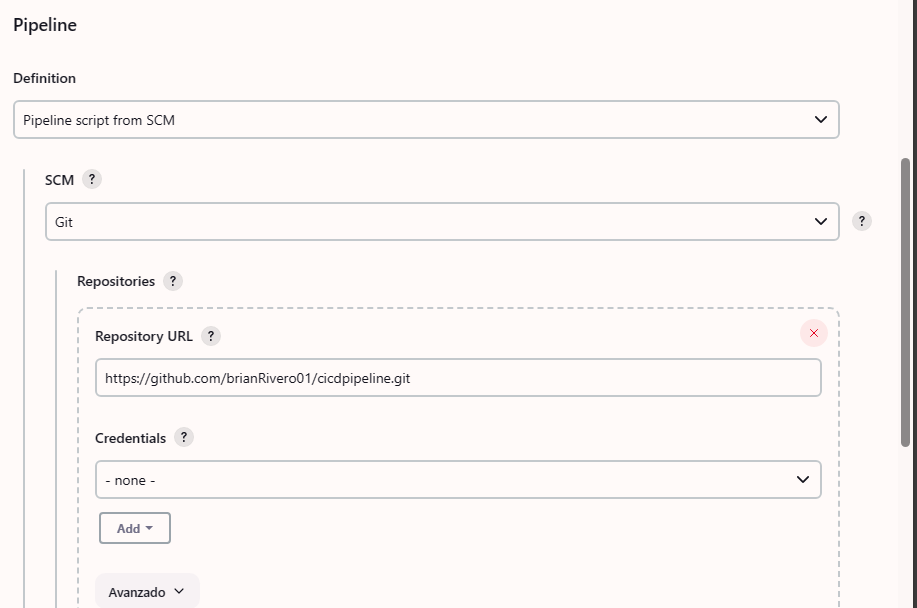 Pipeline
Definition
Pipeline script from SCM
SCM ?
Git
?
Repositories ?
Repository URL ?
https://github.com/brianRivero01/cicdpipeline.git
Credentials ?
- none -
Add
Avanzado